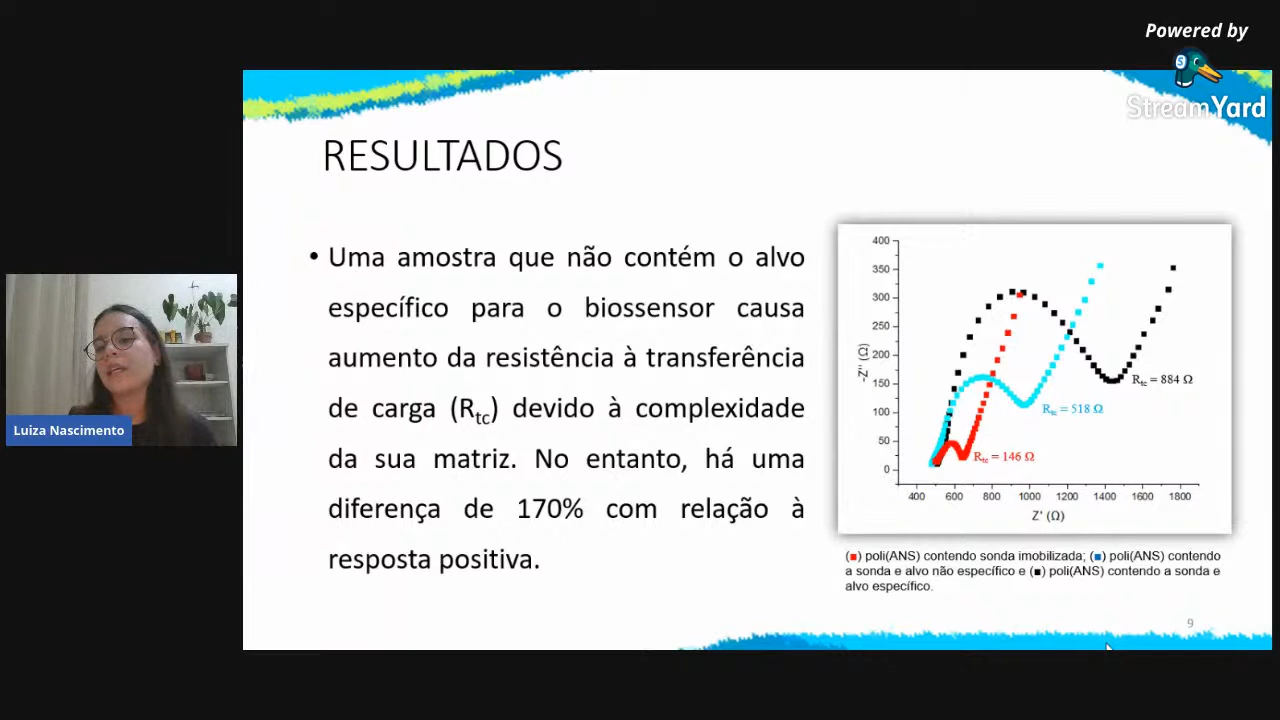 Powered by
StreamYard
RESULTADOS
• Uma amostra que não contém o alvo
específico para o biossensor causa
aumento da resistência à transferência
de carga (Rtc) devido à complexidade
da sua matriz. No entanto, há uma
diferença de 170% com relação à
resposta positiva.
400
350
300
250
200
150
100
50
0
-Z'' (Ω)
Rtc = 884 Ω
Rtc = 518 Ω
Rtc = 146 Ω
400 600 800 1000 1200 1400 1600 1800
Z' (Ω)
(■) poli(ANS) contendo sonda imobilizada; (■) poli(ANS) contendo
a sonda e alvo não específico e (■) poli(ANS) contendo a sonda e
alvo específico.
9
Luiza Nascimento